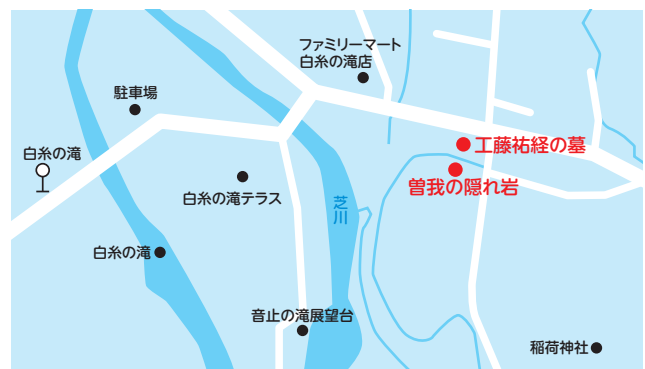 ファミリーマート
白糸の滝店
駐車場
工藤祐経の墓
白糸の滝
曽我の隠れ岩
白糸の滝テラス
芝川
白糸の滝
音止の滝展望台
稲荷神社